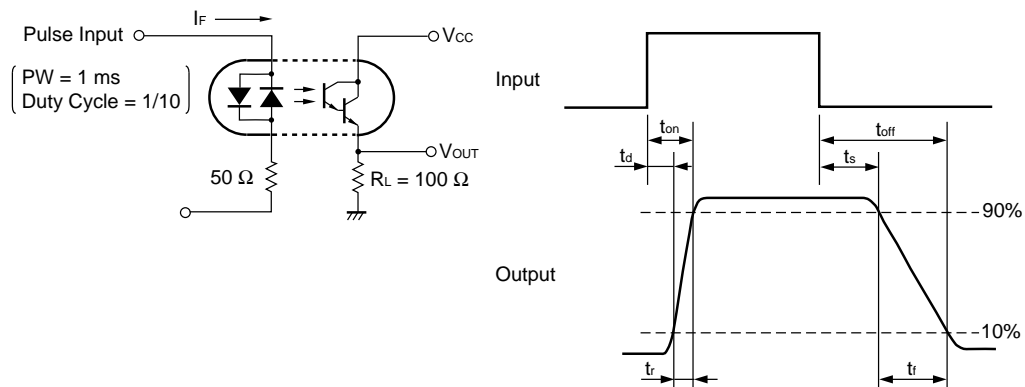 IF
Pulse Input
VCC
PW = 1 ms
Duty Cycle = 1/10
VOUT
50 Ω
RL = 100 Ω
Input
ton
toff
td
ts
90%
Output
10%
tr
tf